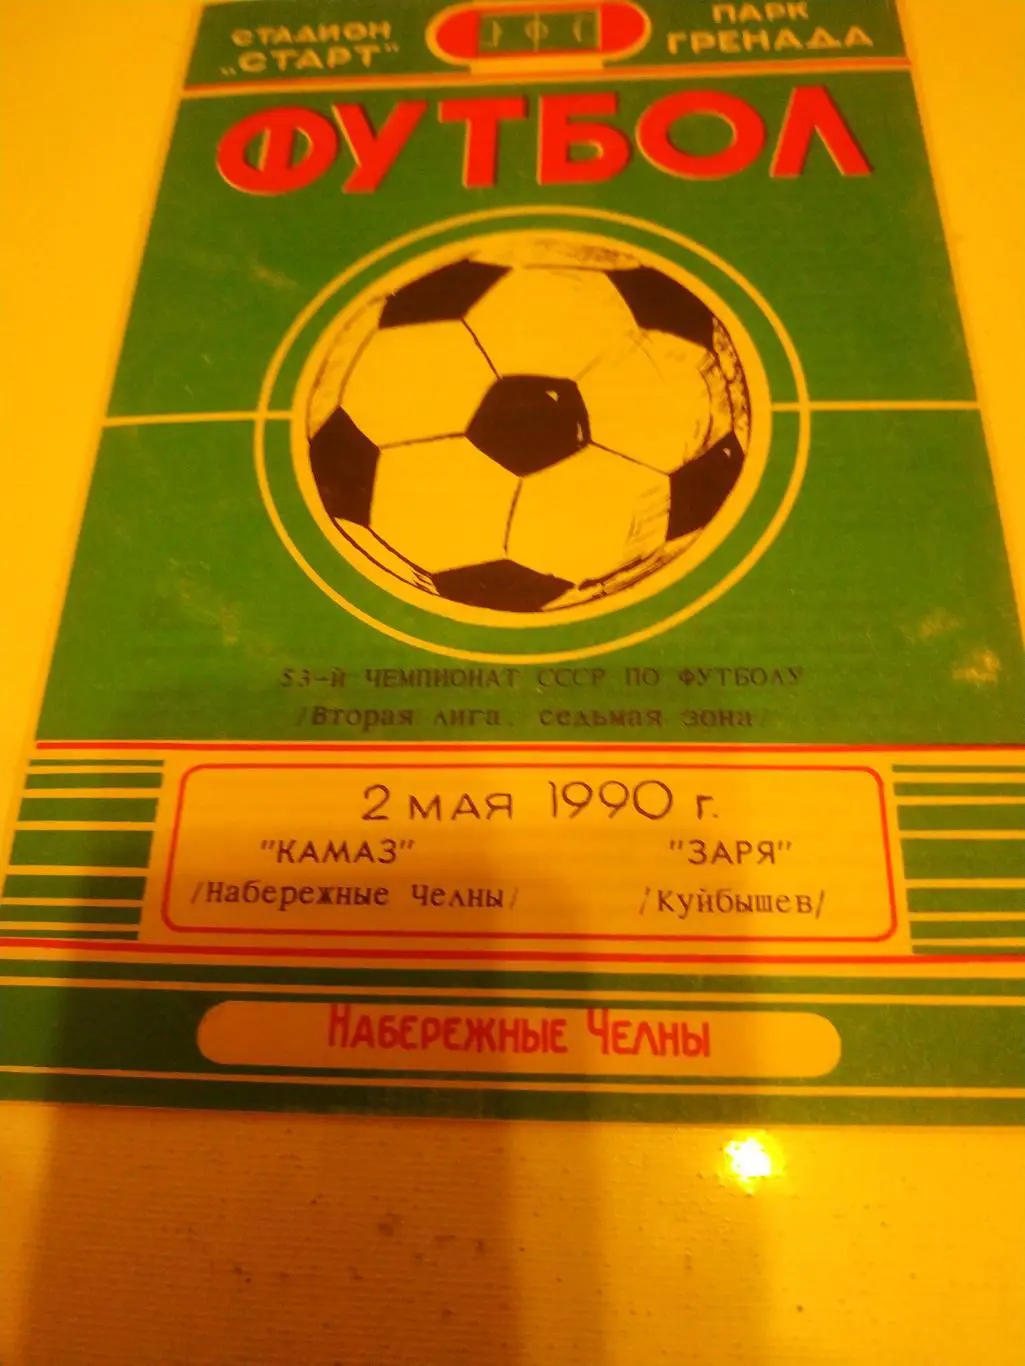 СТАДИОН
"СТАРТ"
ПАРК
ГРЕНАДА
ФУТБОЛ
53-Й ЧЕМПИОНАТ СССР ПО ФУТБОЛУ
/Вторая лига, седьмая зона/
2 МАЯ 1990 г.
"КАМАЗ" "ЗАРЯ"
/Набережные Челны/ /Куйбышев/
НАБЕРЕЖНЫЕ ЧЕЛНЫ